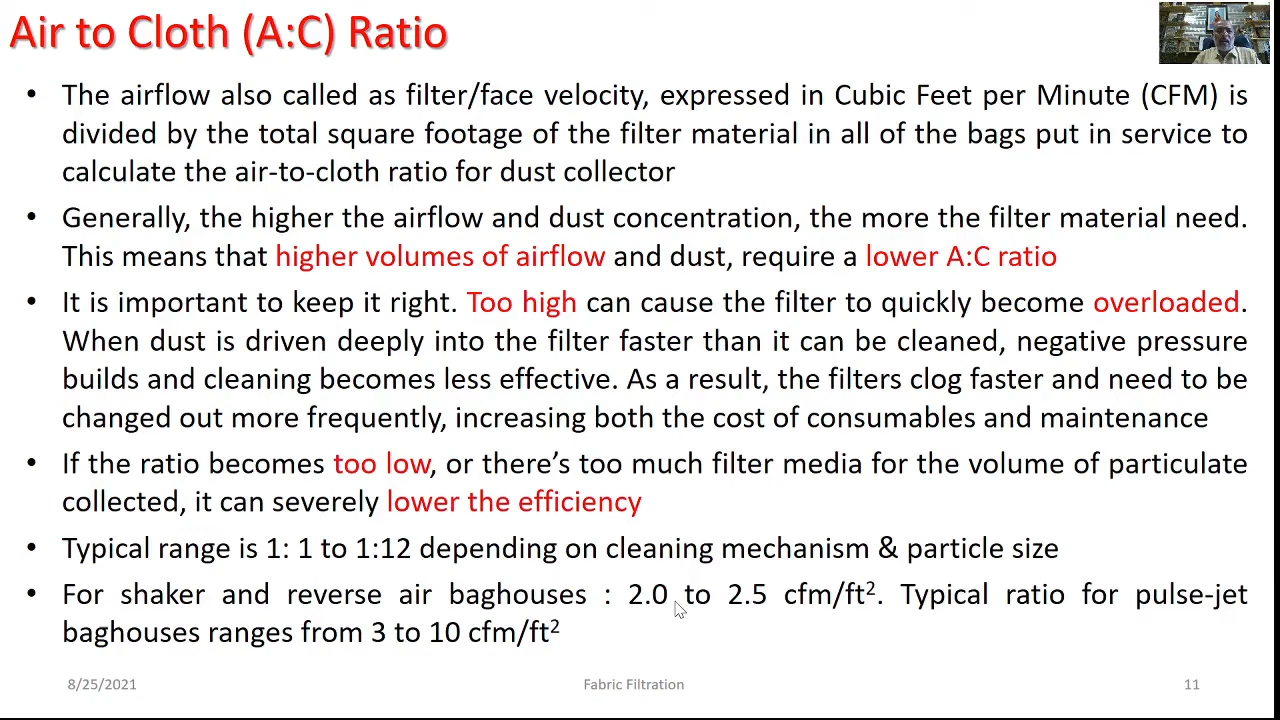 Air to Cloth (A:C) Ratio
• The airflow also called as filter/face velocity, expressed in Cubic Feet per Minute (CFM) is
divided by the total square footage of the filter material in all of the bags put in service to
calculate the air-to-cloth ratio for dust collector
• Generally, the higher the airflow and dust concentration, the more the filter material need.
This means that higher volumes of airflow and dust, require a lower A:C ratio
• It is important to keep it right. Too high can cause the filter to quickly become overloaded.
When dust is driven deeply into the filter faster than it can be cleaned, negative pressure
builds and cleaning becomes less effective. As a result, the filters clog faster and need to be
changed out more frequently, increasing both the cost of consumables and maintenance
• If the ratio becomes too low, or there’s too much filter media for the volume of particulate
collected, it can severely lower the efficiency
• Typical range is 1: 1 to 1:12 depending on cleaning mechanism & particle size
• For shaker and reverse air baghouses : 2.0 to 2.5 cfm/ft². Typical ratio for pulse-jet
baghouses ranges from 3 to 10 cfm/ft²
8/25/2021
Fabric Filtration
11